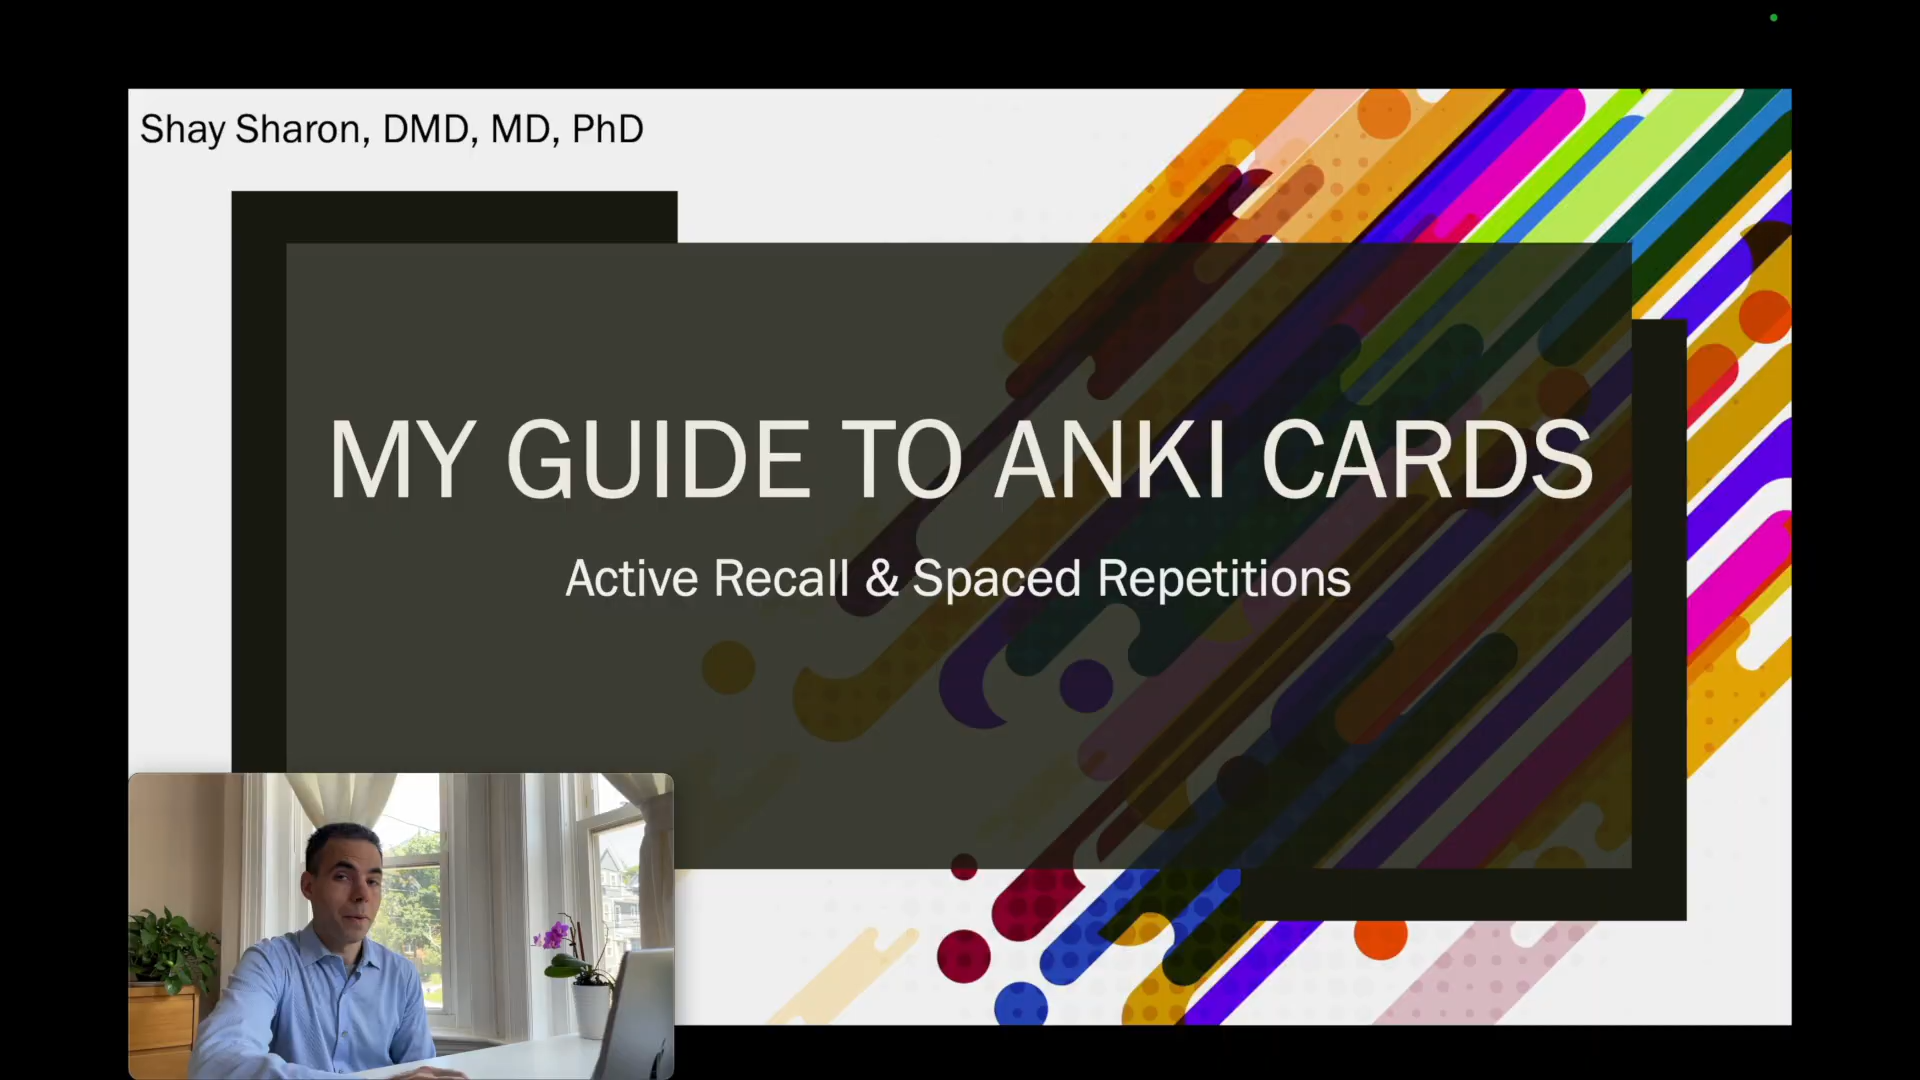 Shay Sharon, DMD, MD, PhD
MY GUIDE TO ANKI CARDS
Active Recall & Spaced Repetitions